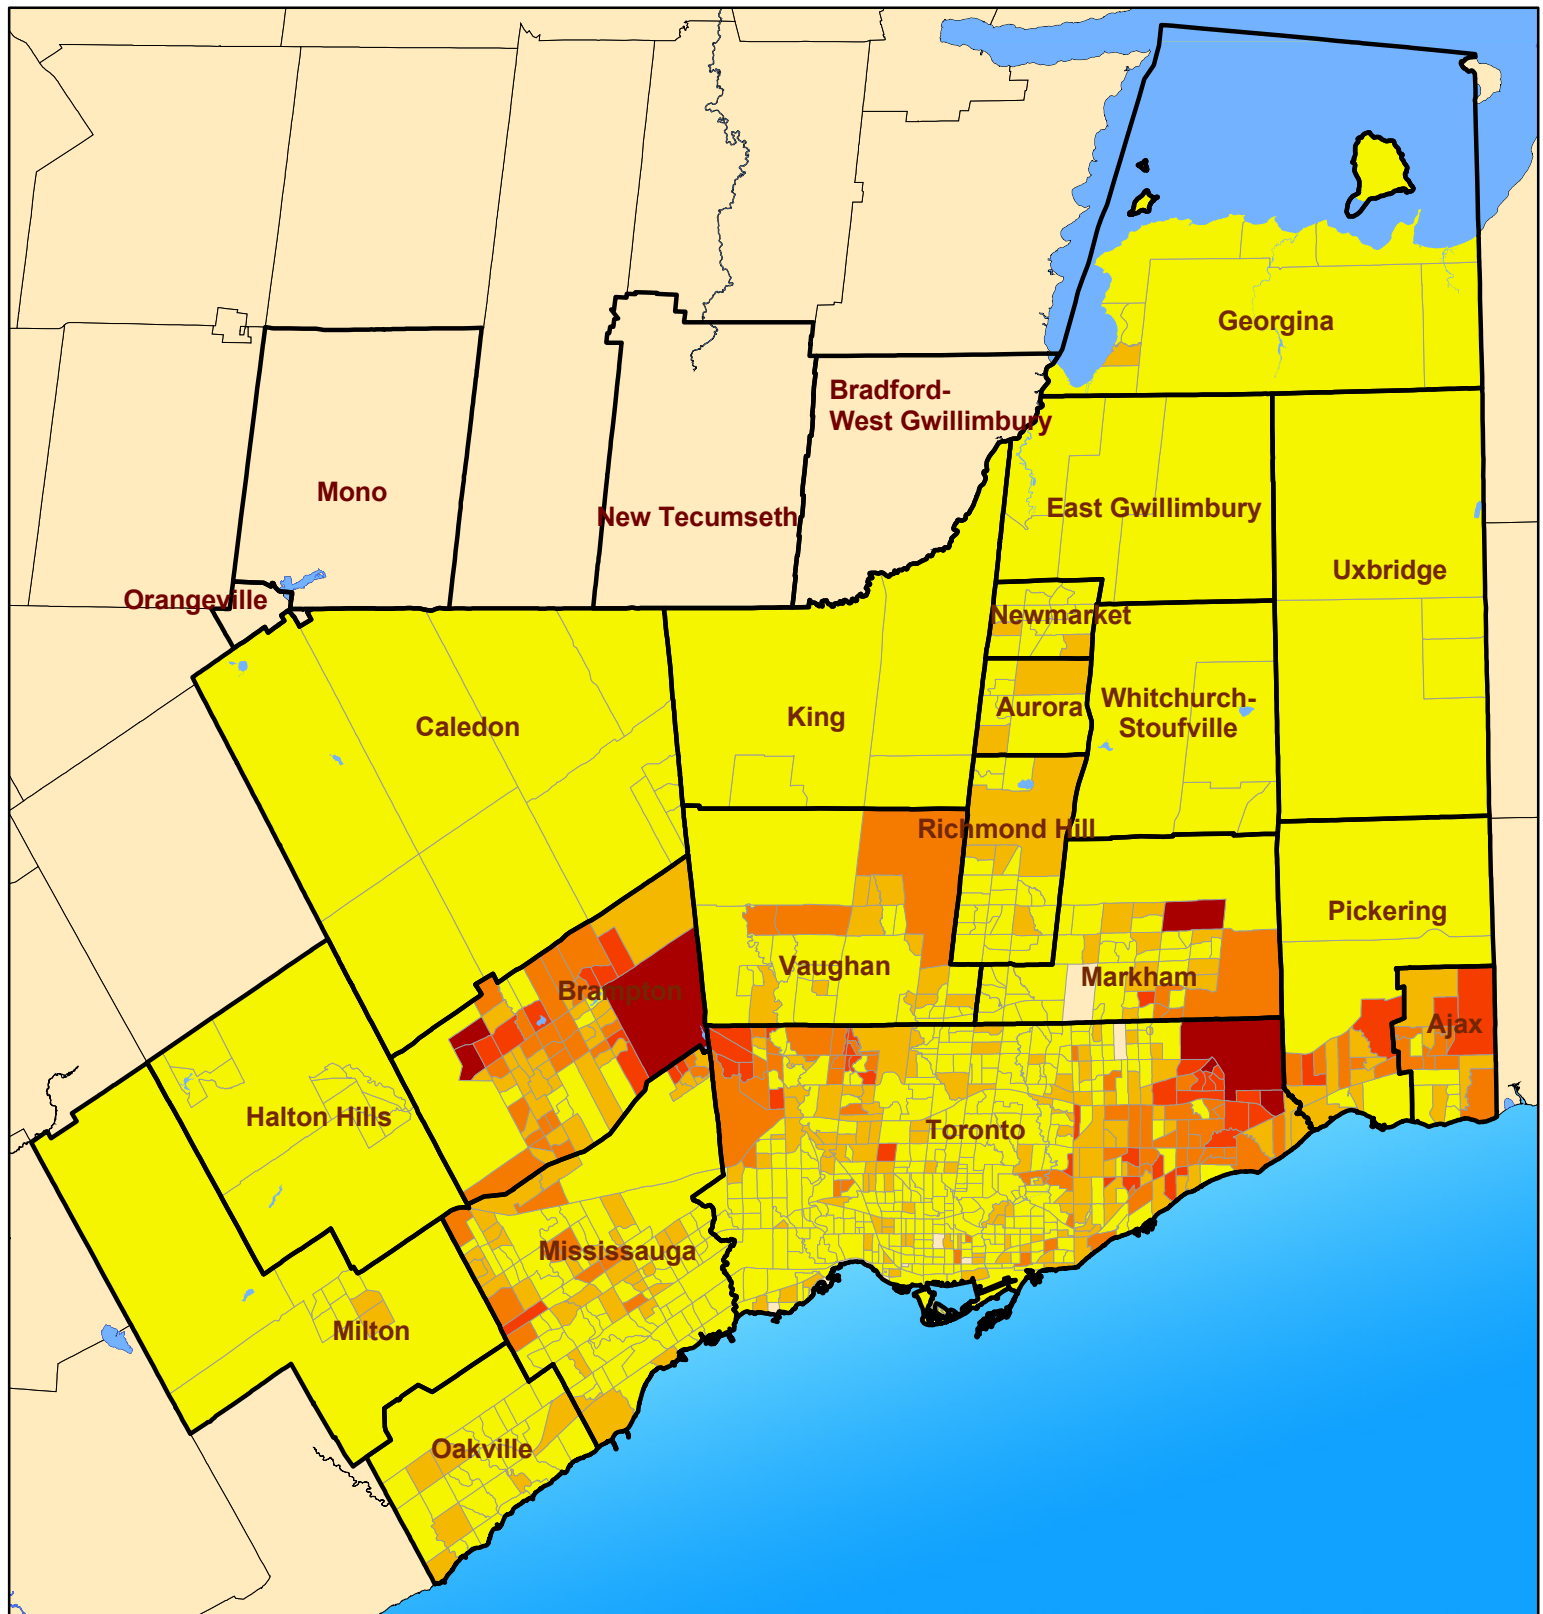 Georgina
Bradford-
West Gwillimbury
Mono
East Gwillimbury
New Tecumseth
Uxbridge
Orangeville
Newmarket
Caledon
King
Aurora
Whitchurch-
Stoufville
Richmond Hill
Pickering
Vaughan
Markham
Brampton
Ajax
Halton Hills
Toronto
Mississauga
Milton
Oakville